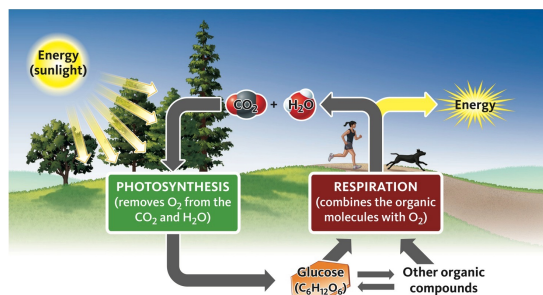 Energy
(sunlight)
CO₂ + H₂O
Energy
PHOTOSYNTHESIS
(removes O₂ from the
CO₂ and H₂O)
RESPIRATION
(combines the organic
molecules with O₂)
Glucose
(C₆H₁₂O₆)
Other organic
compounds